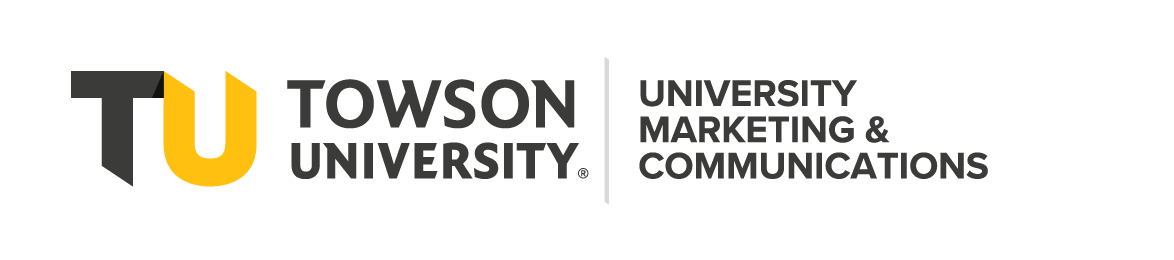 TU
TOWSON
UNIVERSITY®
UNIVERSITY
MARKETING &
COMMUNICATIONS